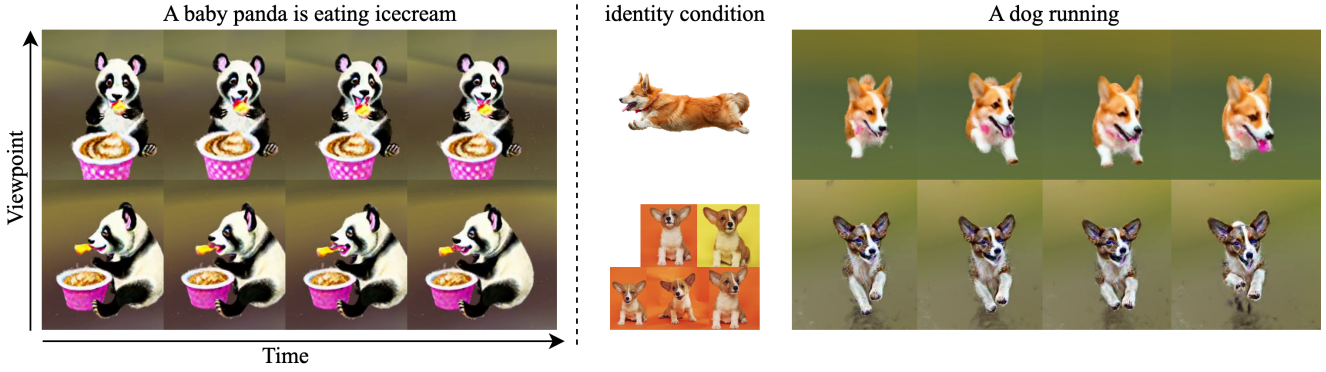 A baby panda is eating icecream
identity condition
A dog running
Viewpoint
Time